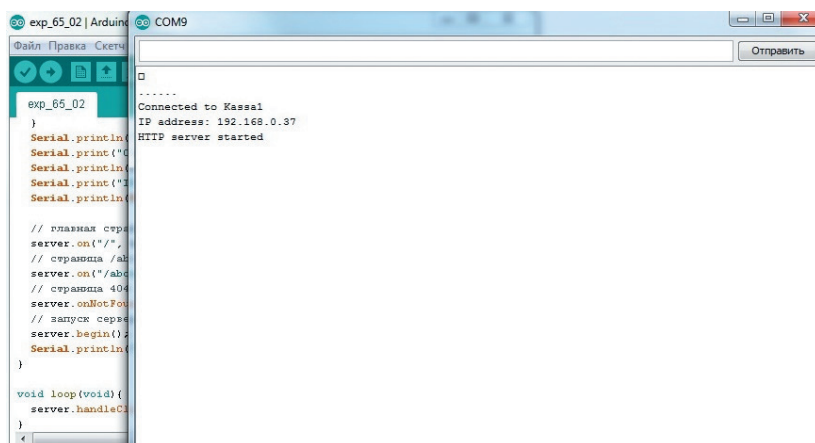 exp_65_02 | Arduino
COM9
Файл Правка Скетч
Отправить
exp_65_02
......
Connected to Kassa1
IP address: 192.168.0.37
HTTP server started
}
Serial.println(
Serial.print("
Serial.println(
Serial.print("I
Serial.println(
// главная стра
server.on("/",
// страница /ab
server.on("/abo
// страница 404
server.onNotFou
// запуск серве
server.begin();
Serial.println(
}
void loop(void){
server.handleCl
}